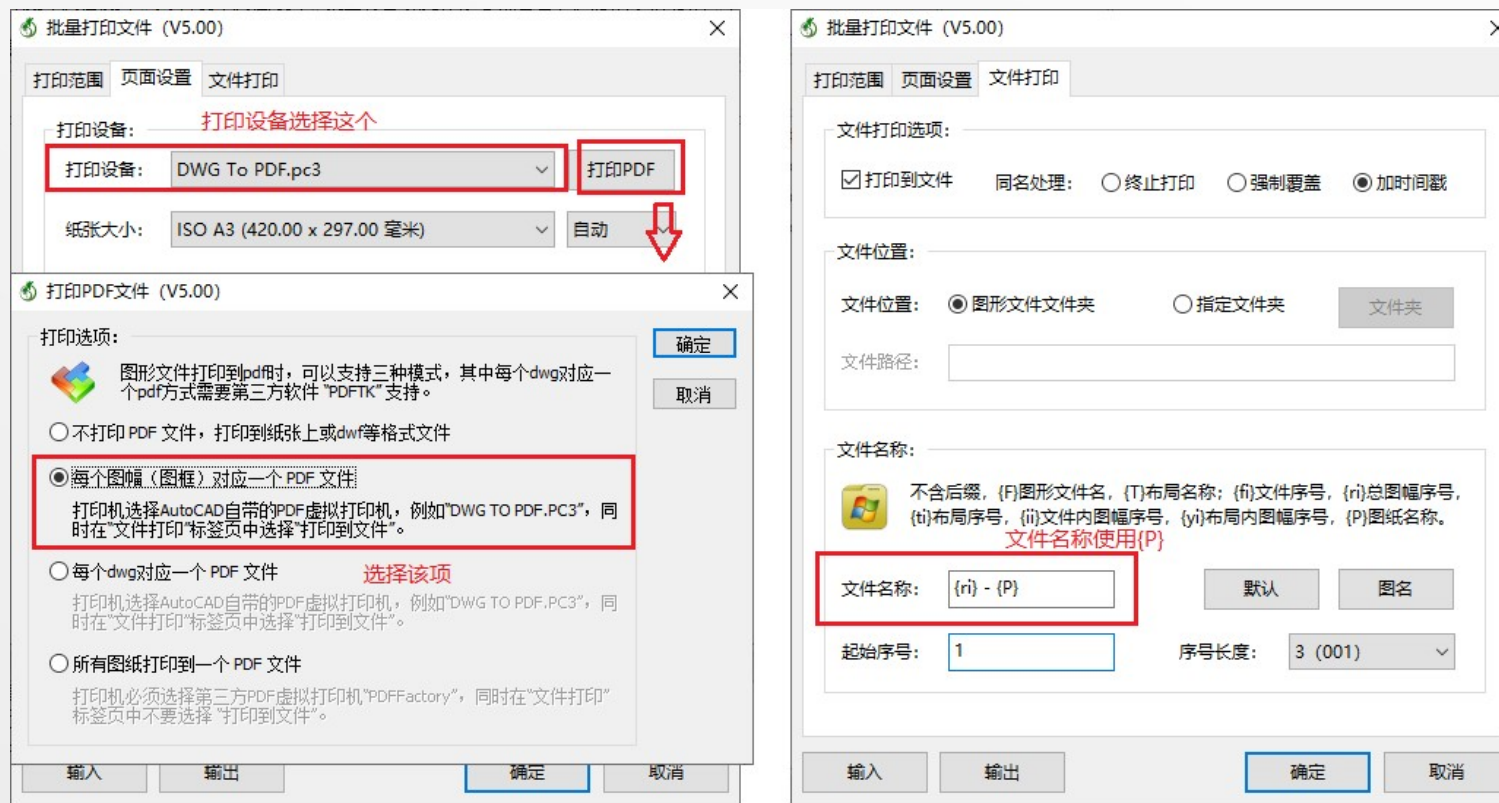 批量打印文件（V5.00）
打印范围 页面设置 文件打印
打印设备选择这个
打印设备：
打印设备： DWG To PDF.pc3 打印PDF
纸张大小： ISO A3 (420.00 x 297.00 毫米) 自动
打印PDF文件（V5.00）
打印选项：
确定
图形文件打印到pdf时，可以支持三种模式，其中每个dwg对应一
个pdf方式需要第三方软件 "PDFTK" 支持。
取消
不打印 PDF 文件，打印到纸张上或dwf等格式文件
每个图幅（图框）对应一个 PDF 文件
打印机选择AutoCAD自带的PDF虚拟打印机，例如"DWG TO PDF.PC3"，同
时在"文件打印"标签页中选择"打印到文件"。
每个dwg对应一个 PDF 文件 选择该项
打印机选择AutoCAD自带的PDF虚拟打印机，例如"DWG TO PDF.PC3"，同
时在"文件打印"标签页中选择"打印到文件"。
所有图纸打印到一个 PDF 文件
打印机必须选择第三方PDF虚拟打印机"PDFFactory"，同时在"文件打印"
标签页中不要选择 "打印到文件"。
输入 输出 确定 取消
批量打印文件（V5.00）
打印范围 页面设置 文件打印
文件打印选项：
打印到文件 同名处理： 终止打印 强制覆盖 加时间戳
文件位置：
文件位置： 图形文件文件夹 指定文件夹 文件夹
文件路径：
文件名称：
不含后缀，{F}图形文件名，{T}布局名称；{fi}文件序号，{ri}总图幅序号，
{ti}布局序号，{ii}文件内图幅序号，{yi}布局内图幅序号，{P}图纸名称。
文件名称使用{P}
文件名称： {ri} - {P} 默认 图名
起始序号： 1 序号长度： 3 (001)
输入 输出 确定 取消